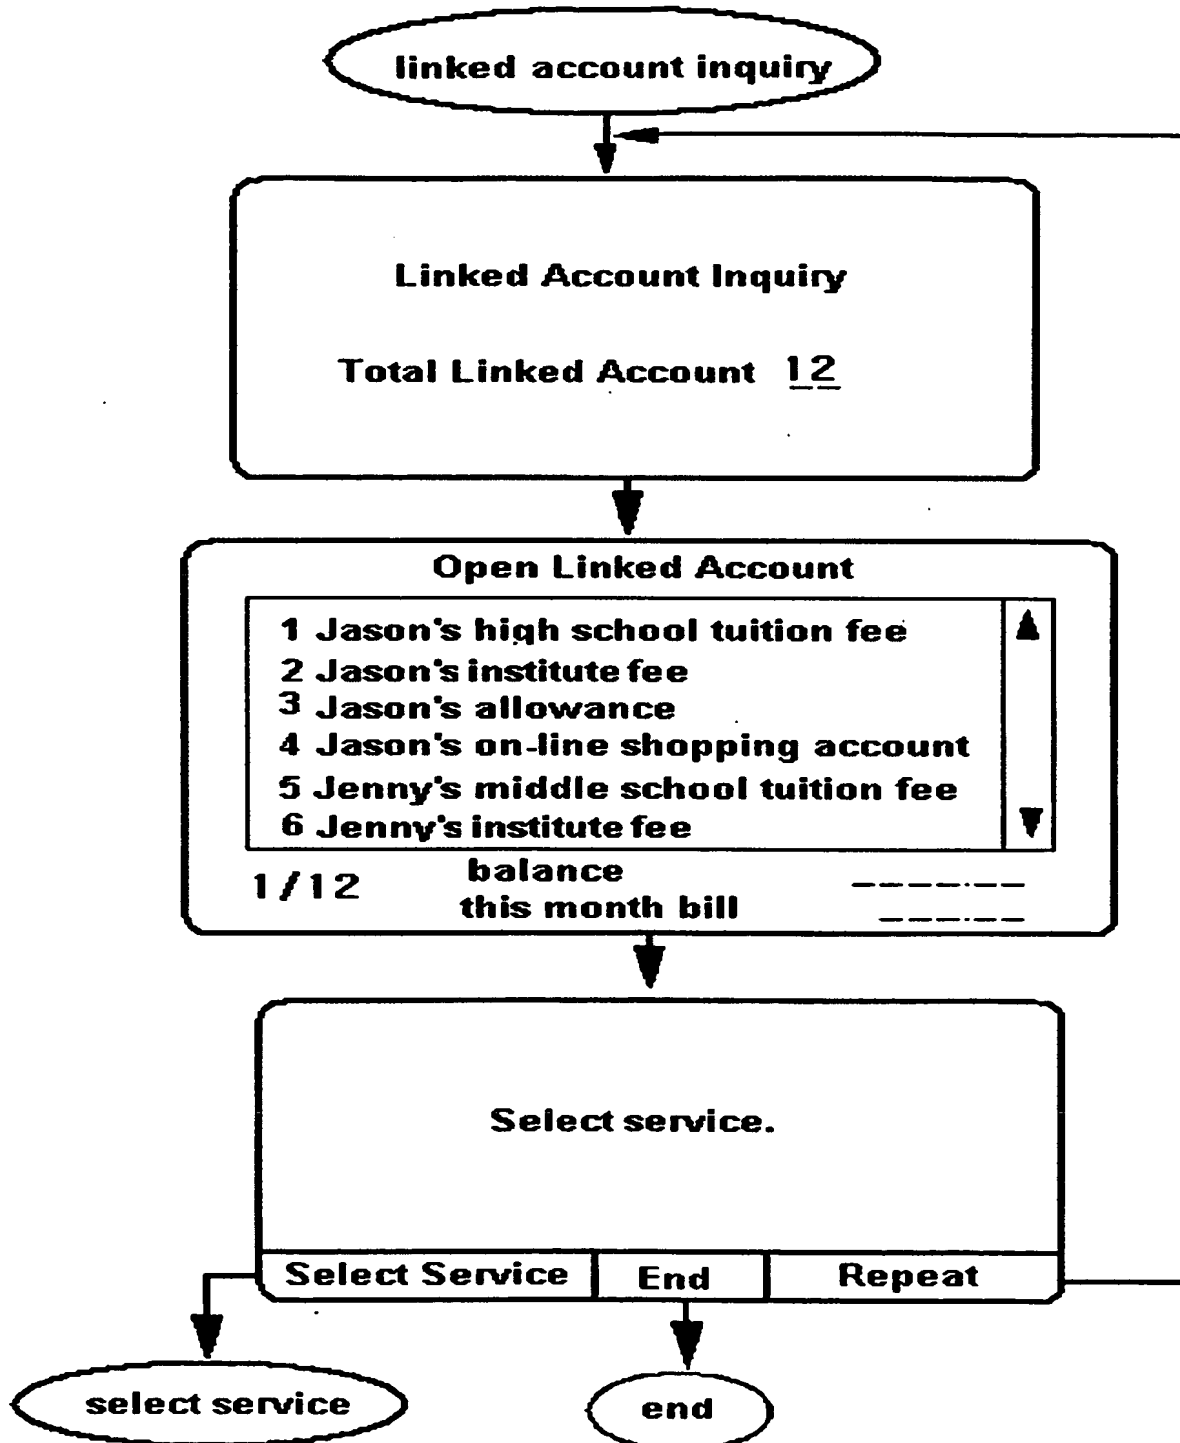 linked account inquiry
Linked Account Inquiry
Total Linked Account 12
Open Linked Account
1 Jason's high school tuition fee
2 Jason's institute fee
3 Jason's allowance
4 Jason's on-line shopping account
5 Jenny's middle school tuition fee
6 Jenny's institute fee
1/12 balance _ _ _ _ . _ _
this month bill _ _ _ . _ _
Select service.
Select Service End Repeat
select service end